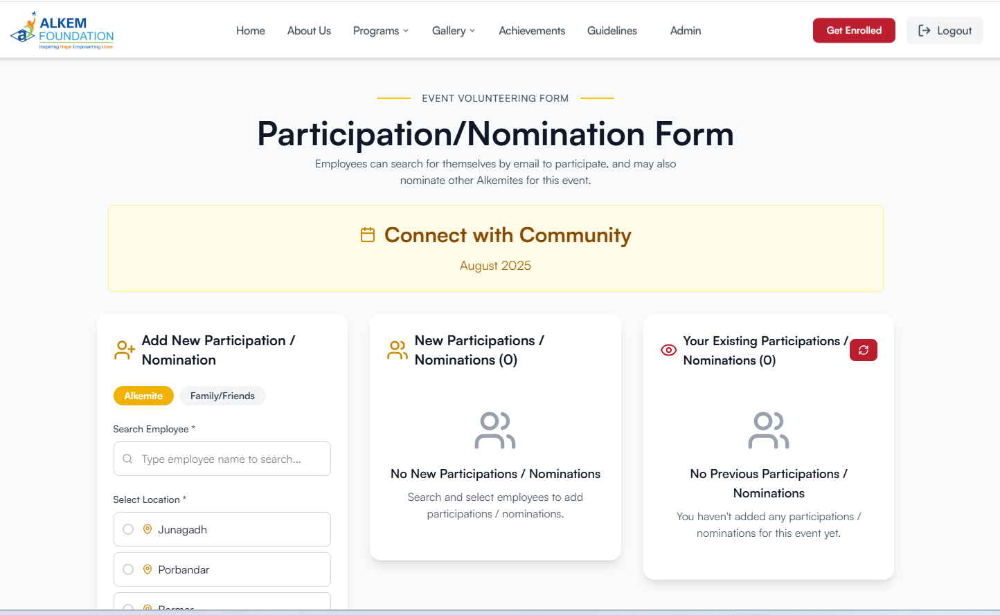 ALKEM
FOUNDATION
Inspiring Hope Empowering Lives
Home
About Us
Programs
Gallery
Achievements
Guidelines
Admin
Get Enrolled
Logout
EVENT VOLUNTEERING FORM
Participation/Nomination Form
Employees can search for themselves by email to participate, and may also
nominate other Alkemites for this event.
Connect with Community
August 2025
Add New Participation /
Nomination
Alkemite
Family/Friends
Search Employee *
Type employee name to search...
Select Location *
Junagadh
Porbandar
New Participations /
Nominations (0)
No New Participations / Nominations
Search and select employees to add
participations / nominations.
Your Existing Participations /
Nominations (0)
No Previous Participations /
Nominations
You haven't added any participations /
nominations for this event yet.